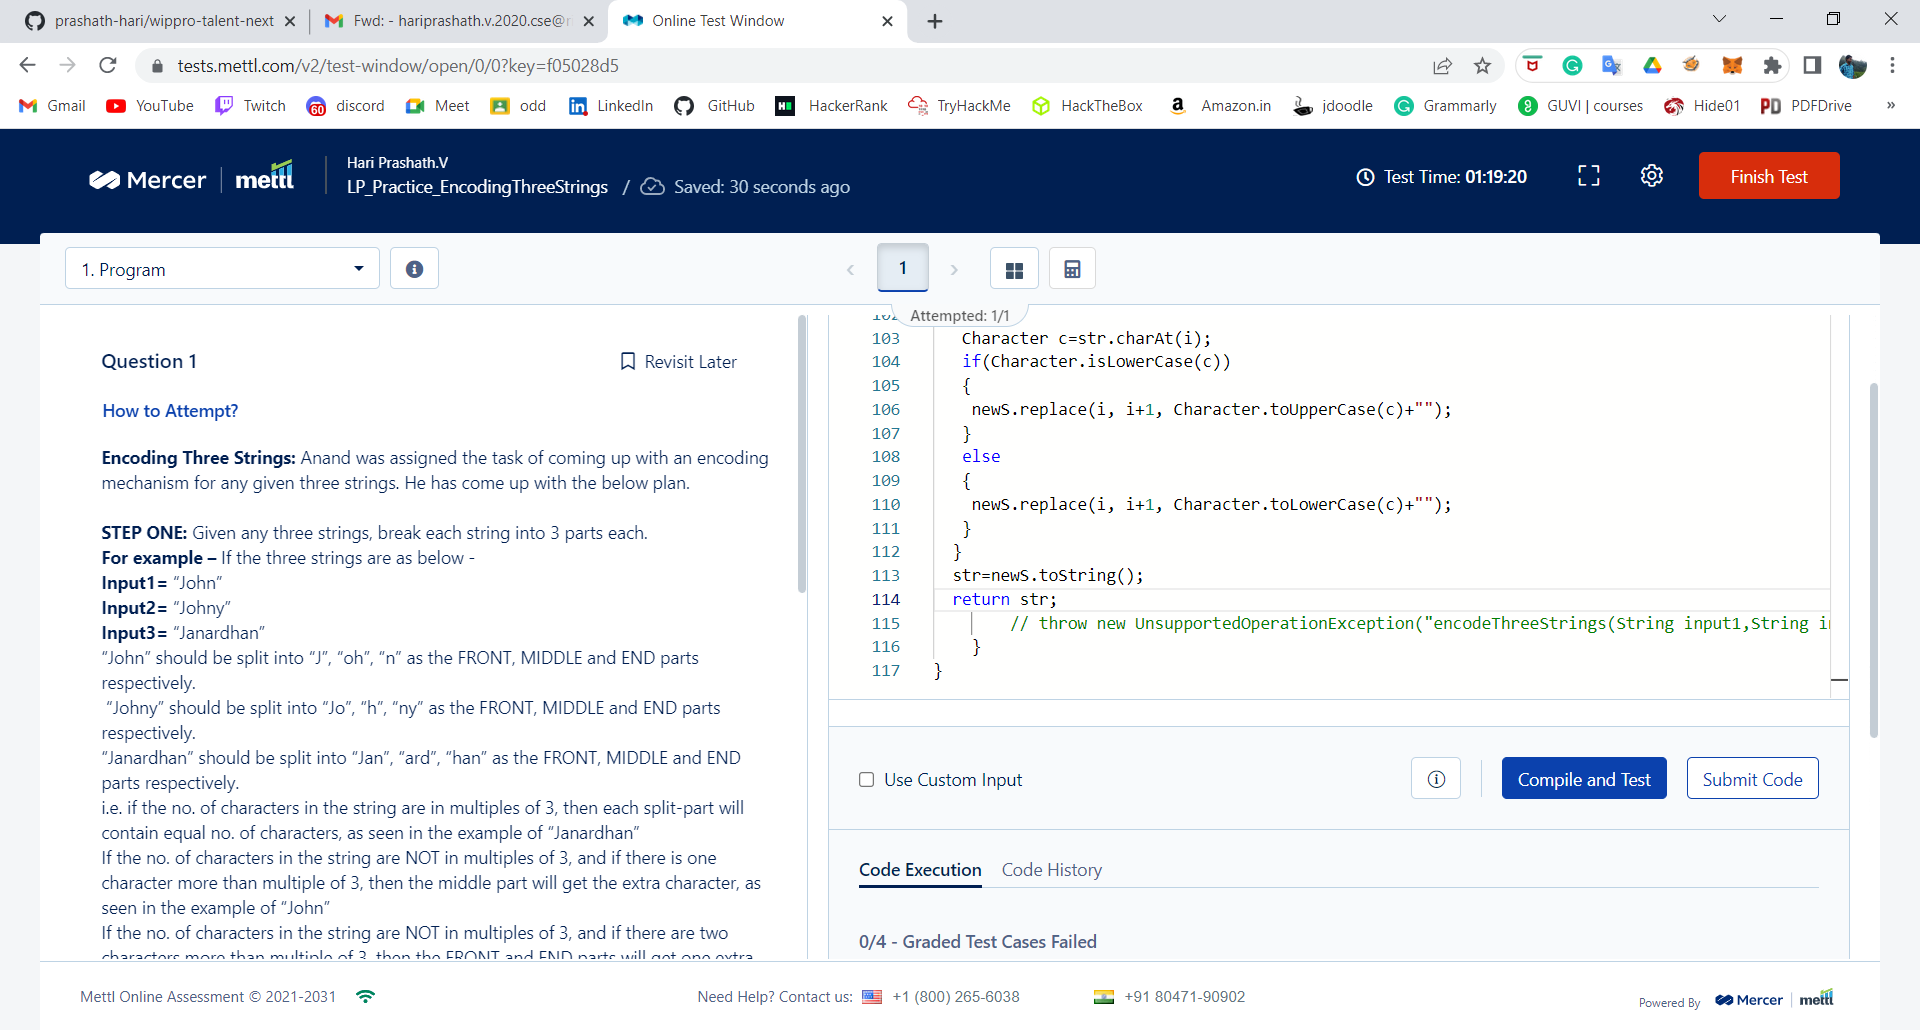 prashath-hari/wippro-talent-next
Fwd: - hariprashath.v.2020.cse@
Online Test Window
tests.mettl.com/v2/test-window/open/0/0?key=f05028d5
Gmail YouTube Twitch discord Meet odd LinkedIn GitHub HackerRank TryHackMe HackTheBox Amazon.in jdoodle Grammarly GUVI | courses Hide01 PDFDrive »
Mercer mettl
Hari Prashath.V
LP_Practice_EncodingThreeStrings / Saved: 30 seconds ago
Test Time: 01:19:20
Finish Test
1. Program
1
Attempted: 1/1
Question 1
Revisit Later
How to Attempt?
Encoding Three Strings: Anand was assigned the task of coming up with an encoding
mechanism for any given three strings. He has come up with the below plan.
STEP ONE: Given any three strings, break each string into 3 parts each.
For example – If the three strings are as below -
Input1= “John”
Input2= “Johny”
Input3= “Janardhan”
“John” should be split into “J”, “oh”, “n” as the FRONT, MIDDLE and END parts
respectively.
“Johny” should be split into “Jo”, “h”, “ny” as the FRONT, MIDDLE and END parts
respectively.
“Janardhan” should be split into “Jan”, “ard”, “han” as the FRONT, MIDDLE and END
parts respectively.
i.e. if the no. of characters in the string are in multiples of 3, then each split-part will
contain equal no. of characters, as seen in the example of “Janardhan”
If the no. of characters in the string are NOT in multiples of 3, and if there is one
character more than multiple of 3, then the middle part will get the extra character, as
seen in the example of “John”
If the no. of characters in the string are NOT in multiples of 3, and if there are two
characters more than multiple of 3, then the FRONT and END parts will get one extra
102
103 Character c=str.charAt(i);
104 if(Character.isLowerCase(c))
105 {
106 newS.replace(i, i+1, Character.toUpperCase(c)+"");
107 }
108 else
109 {
110 newS.replace(i, i+1, Character.toLowerCase(c)+"");
111 }
112 }
113 str=newS.toString();
114 return str;
115 // throw new UnsupportedOperationException("encodeThreeStrings(String input1,String i
116 }
117 }
Use Custom Input
Compile and Test
Submit Code
Code Execution
Code History
0/4 - Graded Test Cases Failed
Mettl Online Assessment © 2021-2031
Need Help? Contact us: +1 (800) 265-6038 +91 80471-90902
Powered By Mercer mettl